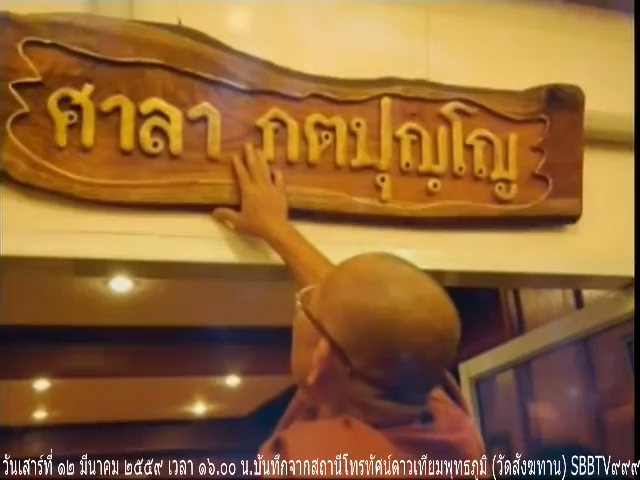 ศาลา กตปุญฺโญ
วันเสาร์ที่ ๑๒ มีนาคม ๒๕๕๙ เวลา ๑๖.๐๐ น.บันทึกจากสถานีโทรทัศน์ดาวเทียมพุทธภูมิ (วัดสังฆทาน) SBBTV๙๙๙